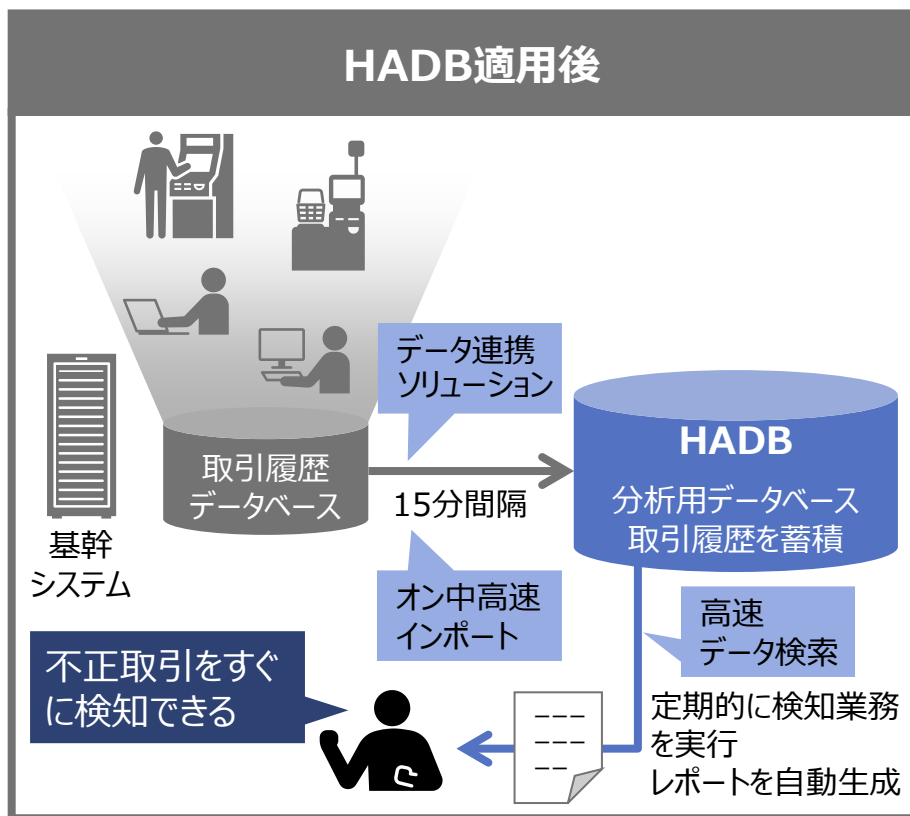 HADB適用後
データ連携
ソリューション
HADB
取引履歴
データベース
15分間隔
分析用データベース
取引履歴を蓄積
基幹
システム
オン中高速
インポート
高速
データ検索
不正取引をすぐ
に検知できる
定期的に検知業務
を実行
レポートを自動生成